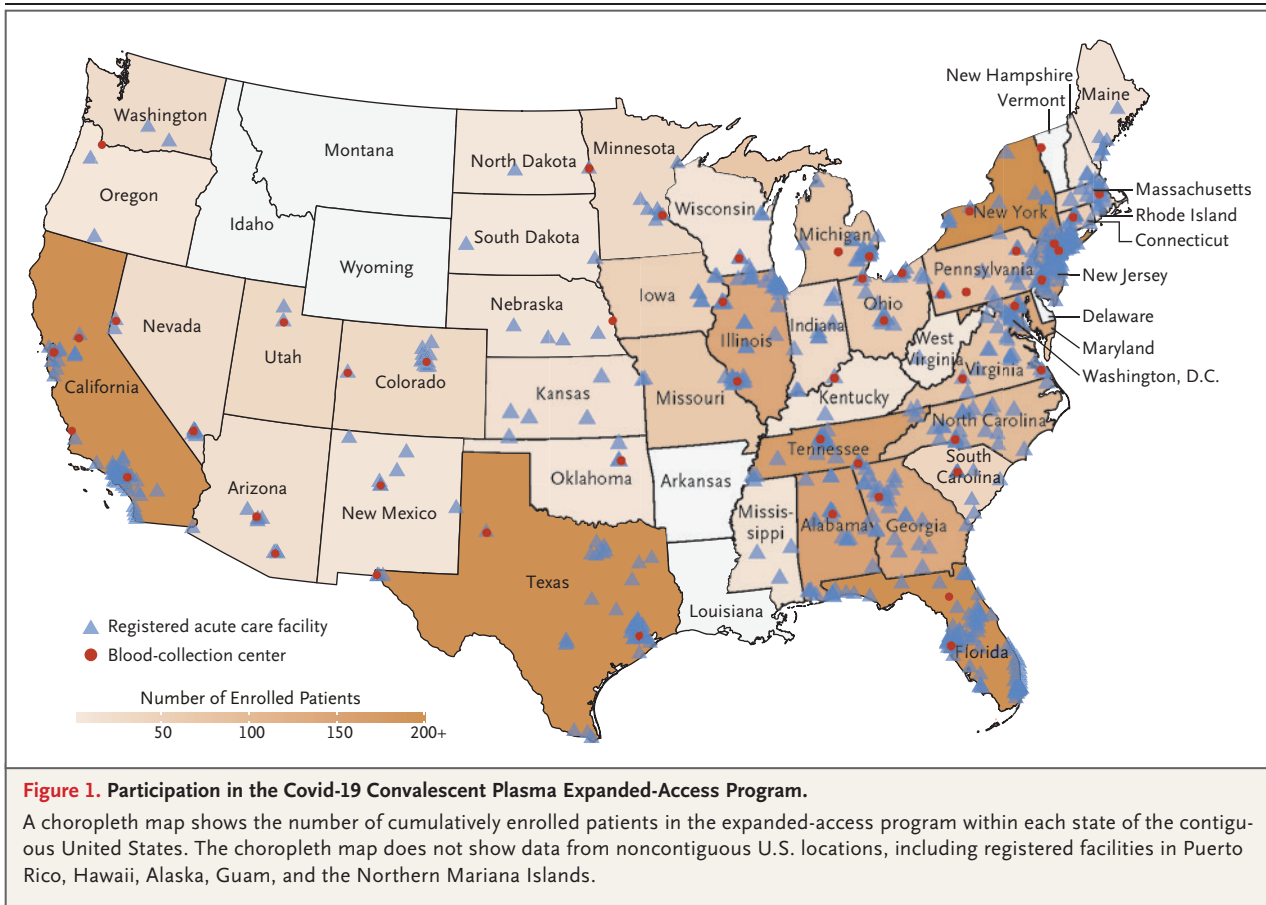 New Hampshire
Vermont
Maine
Washington
Montana
North Dakota
Minnesota
Oregon
Idaho
South Dakota
Wisconsin
Michigan
New York
Massachusetts
Rhode Island
Connecticut
Wyoming
Pennsylvania
New Jersey
Nebraska
Iowa
Ohio
Delaware
Nevada
Utah
Colorado
Illinois
Indiana
West
Virginia
Virginia
Maryland
Washington, D.C.
California
Kansas
Missouri
Kentucky
North Carolina
Tennessee
South
Carolina
Arizona
New Mexico
Oklahoma
Arkansas
Missis-
sippi
Alabama
Georgia
Texas
Louisiana
Florida
Registered acute care facility
Blood-collection center
Number of Enrolled Patients
50 100 150 200+
Figure 1. Participation in the Covid-19 Convalescent Plasma Expanded-Access Program.
A choropleth map shows the number of cumulatively enrolled patients in the expanded-access program within each state of the contigu-
ous United States. The choropleth map does not show data from noncontiguous U.S. locations, including registered facilities in Puerto
Rico, Hawaii, Alaska, Guam, and the Northern Mariana Islands.